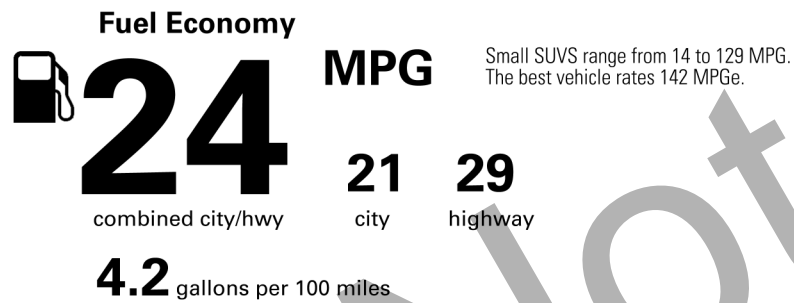 Fuel Economy
24 MPG
Small SUVS range from 14 to 129 MPG.
The best vehicle rates 142 MPGe.
21 29
combined city/hwy city highway
4.2 gallons per 100 miles
Not